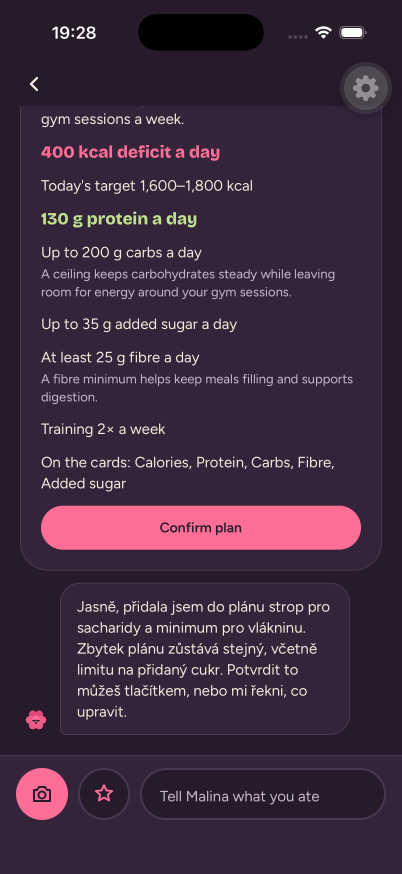 19:28
gym sessions a week.
400 kcal deficit a day
Today's target 1,600–1,800 kcal
130 g protein a day
Up to 200 g carbs a day
A ceiling keeps carbohydrates steady while leaving
room for energy around your gym sessions.
Up to 35 g added sugar a day
At least 25 g fibre a day
A fibre minimum helps keep meals filling and supports
digestion.
Training 2× a week
On the cards: Calories, Protein, Carbs, Fibre,
Added sugar
Confirm plan
Jasně, přidala jsem do plánu strop pro
sacharidy a minimum pro vlákninu.
Zbytek plánu zůstává stejný, včetně
limitu na přidaný cukr. Potvrdit to
můžeš tlačítkem, nebo mi řekni, co
upravit.
Tell Malina what you ate